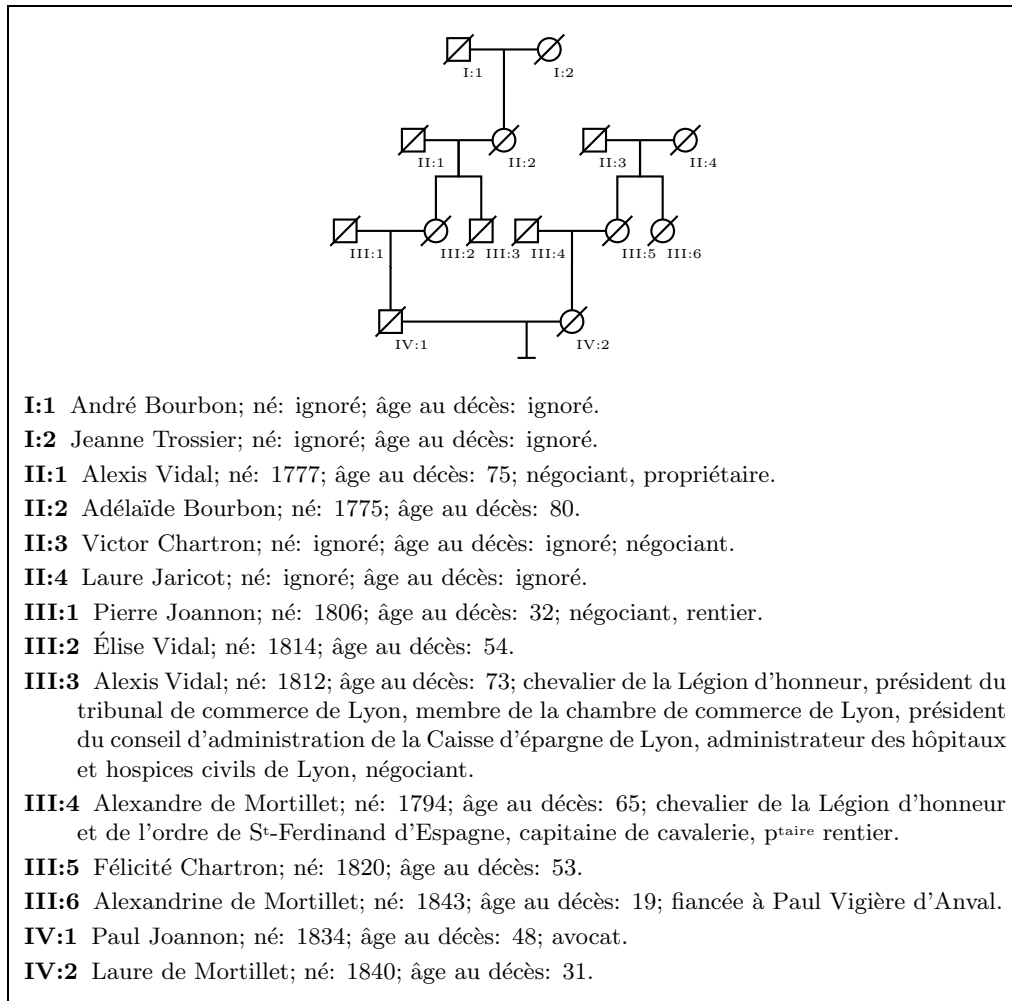 I:1 I:2
II:1 II:2 II:3 II:4
III:1 III:2 III:3 III:4 III:5 III:6
IV:1 IV:2
I:1 André Bourbon; né: ignoré; âge au décès: ignoré.
I:2 Jeanne Trossier; né: ignoré; âge au décès: ignoré.
II:1 Alexis Vidal; né: 1777; âge au décès: 75; négociant, propriétaire.
II:2 Adélaïde Bourbon; né: 1775; âge au décès: 80.
II:3 Victor Chartron; né: ignoré; âge au décès: ignoré; négociant.
II:4 Laure Jaricot; né: ignoré; âge au décès: ignoré.
III:1 Pierre Joannon; né: 1806; âge au décès: 32; négociant, rentier.
III:2 Élise Vidal; né: 1814; âge au décès: 54.
III:3 Alexis Vidal; né: 1812; âge au décès: 73; chevalier de la Légion d'honneur, président du
tribunal de commerce de Lyon, membre de la chambre de commerce de Lyon, président
du conseil d'administration de la Caisse d'épargne de Lyon, administrateur des hôpitaux
et hospices civils de Lyon, négociant.
III:4 Alexandre de Mortillet; né: 1794; âge au décès: 65; chevalier de la Légion d'honneur
et de l'ordre de Sᵗ-Ferdinand d'Espagne, capitaine de cavalerie, pᵗᵃⁱʳᵉ rentier.
III:5 Félicité Chartron; né: 1820; âge au décès: 53.
III:6 Alexandrine de Mortillet; né: 1843; âge au décès: 19; fiancée à Paul Vigière d'Anval.
IV:1 Paul Joannon; né: 1834; âge au décès: 48; avocat.
IV:2 Laure de Mortillet; né: 1840; âge au décès: 31.